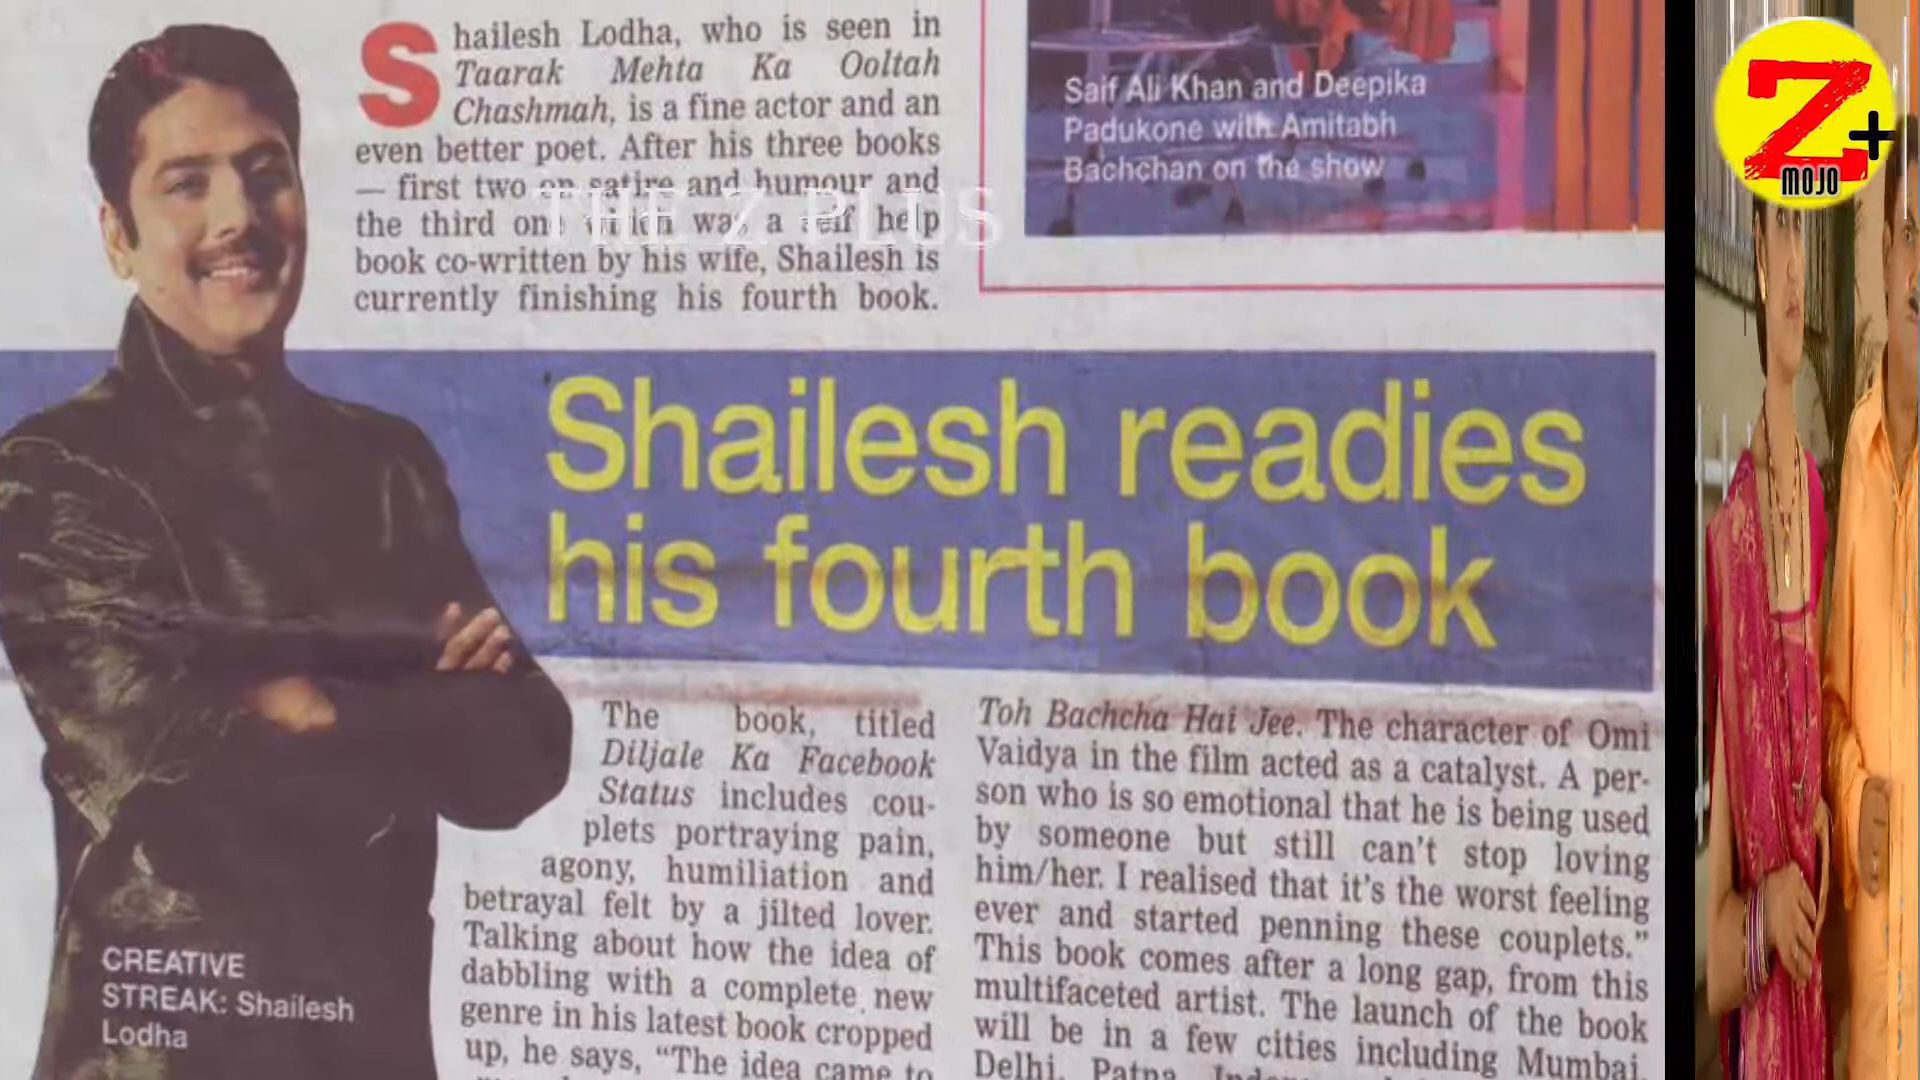 Shailesh Lodha, who is seen in
Taarak Mehta Ka Ooltah
Chashmah, is a fine actor and an
even better poet. After his three books
— first two on satire and humour and
the third one which was a self help
book co-written by his wife, Shailesh is
currently finishing his fourth book.
THE Z PLUS
Saif Ali Khan and Deepika
Padukone with Amitabh
Bachchan on the show
Z+
MOJO
Shailesh readies
his fourth book
CREATIVE
STREAK: Shailesh
Lodha
The book, titled
Diljale Ka Facebook
Status includes cou-
plets portraying pain,
agony, humiliation and
betrayal felt by a jilted lover.
Talking about how the idea of
dabbling with a complete new
genre in his latest book cropped
up, he says, “The idea came to
Toh Bachcha Hai Jee. The character of Omi
Vaidya in the film acted as a catalyst. A per-
son who is so emotional that he is being used
by someone but still can't stop loving
him/her. I realised that it's the worst feeling
ever and started penning these couplets.”
This book comes after a long gap, from this
multifaceted artist. The launch of the book
will be in a few cities including Mumbai,
Delhi, Patna,